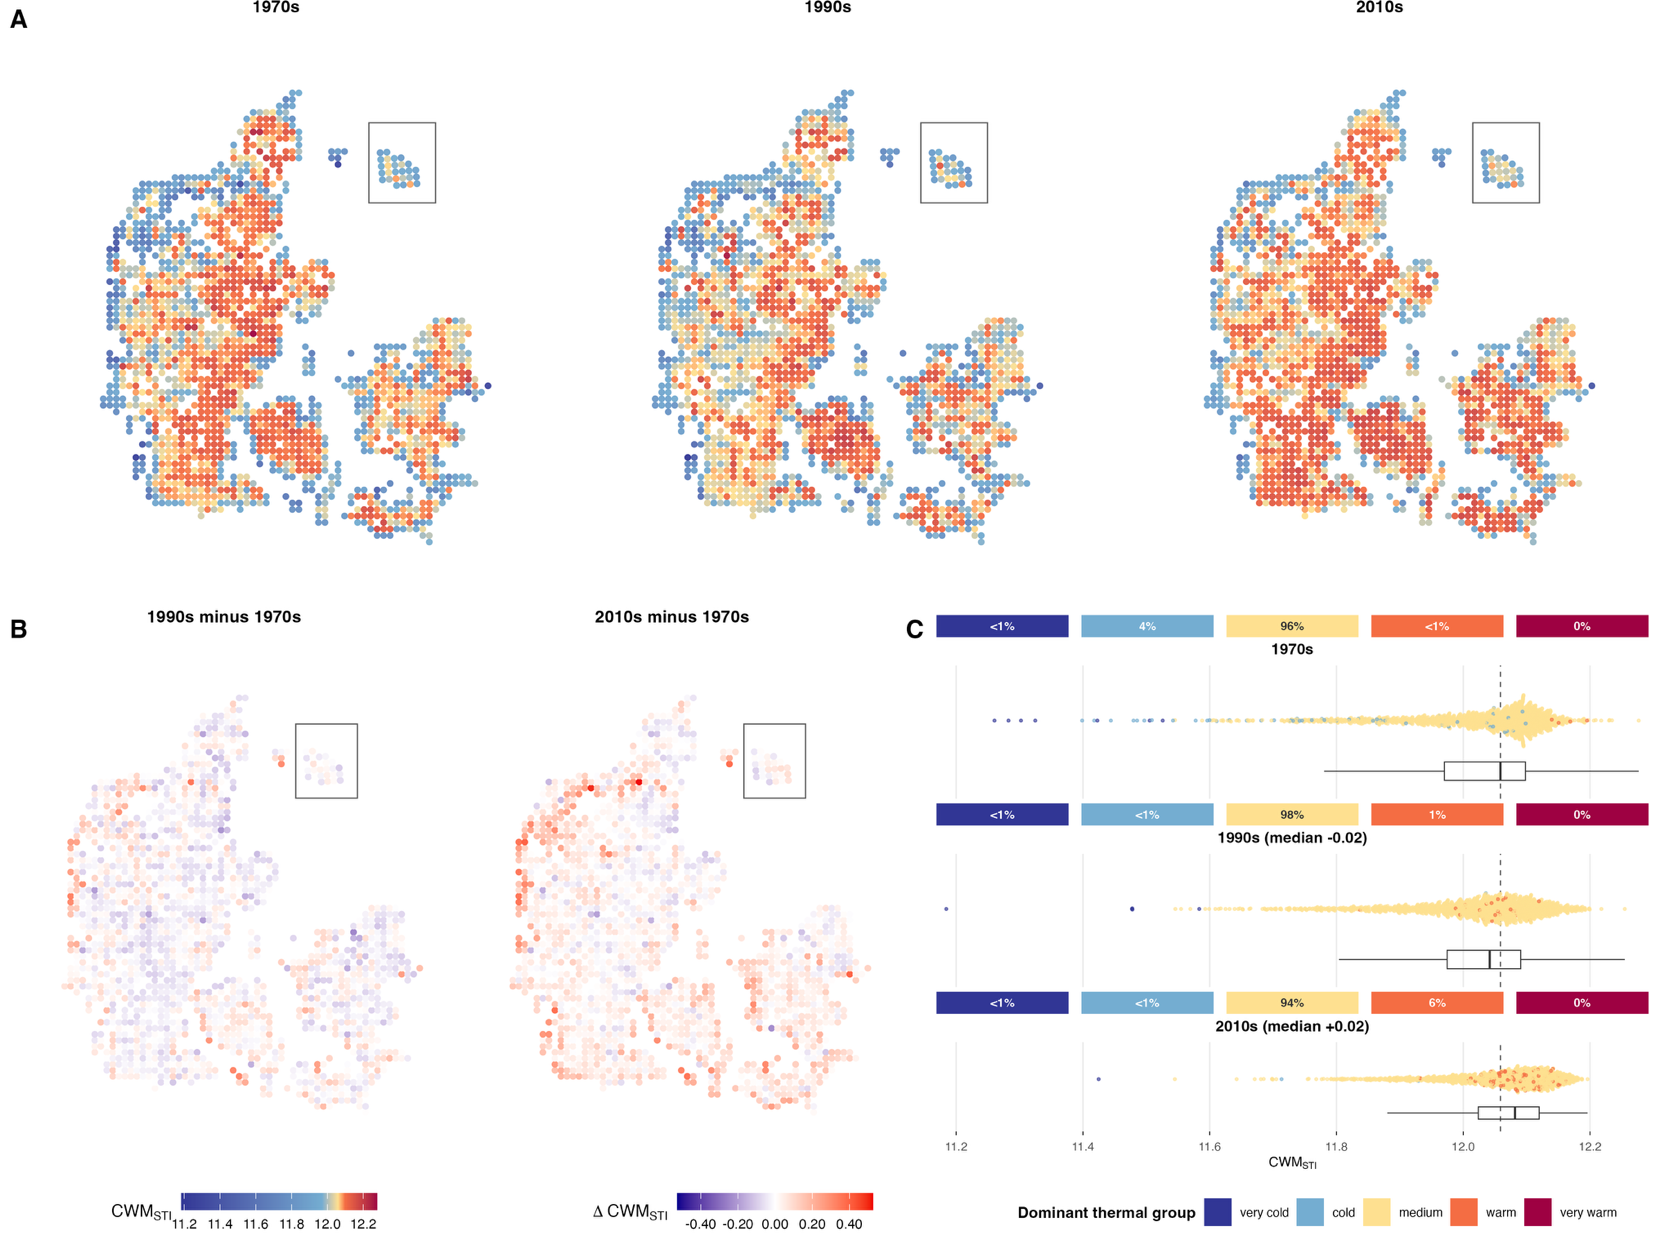 A
1970s
1990s
2010s
B
1990s minus 1970s
2010s minus 1970s
C
<1% 4% 96% <1% 0%
1970s
<1% <1% 98% 1% 0%
1990s (median -0.02)
<1% <1% 94% 6% 0%
2010s (median +0.02)
11.2 11.4 11.6 11.8 12.0 12.2
CWMSTI
CWMSTI 11.2 11.4 11.6 11.8 12.0 12.2
Δ CWMSTI -0.40 -0.20 0.00 0.20 0.40
Dominant thermal group very cold cold medium warm very warm